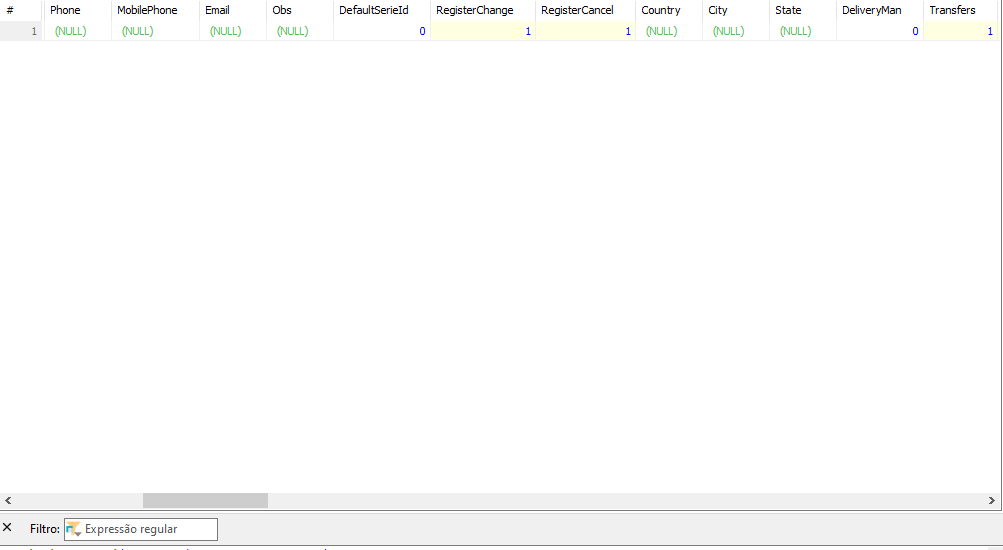 # Phone MobilePhone Email Obs DefaultSerieId RegisterChange RegisterCancel Country City State DeliveryMan Transfers
1 (NULL) (NULL) (NULL) (NULL) 0 1 1 (NULL) (NULL) (NULL) 0 1
Filtro: Expressão regular